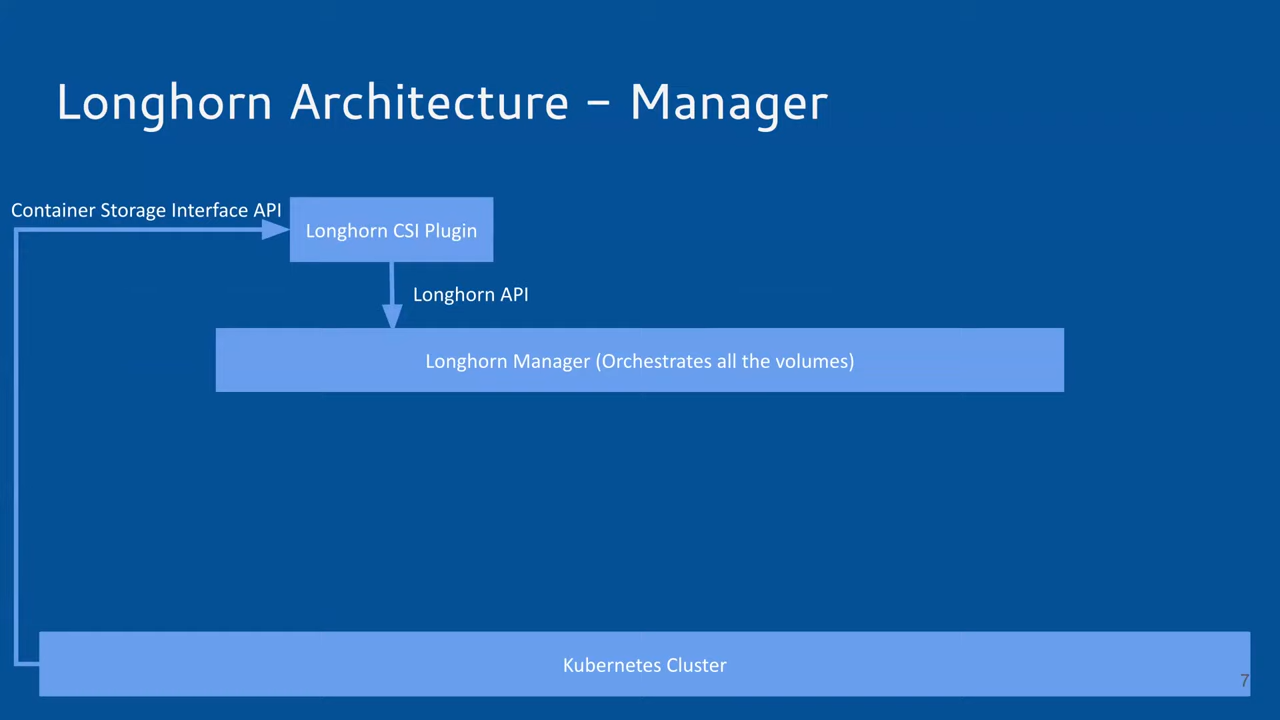 Longhorn Architecture - Manager
Container Storage Interface API
Longhorn CSI Plugin
Longhorn API
Longhorn Manager (Orchestrates all the volumes)
Kubernetes Cluster
7